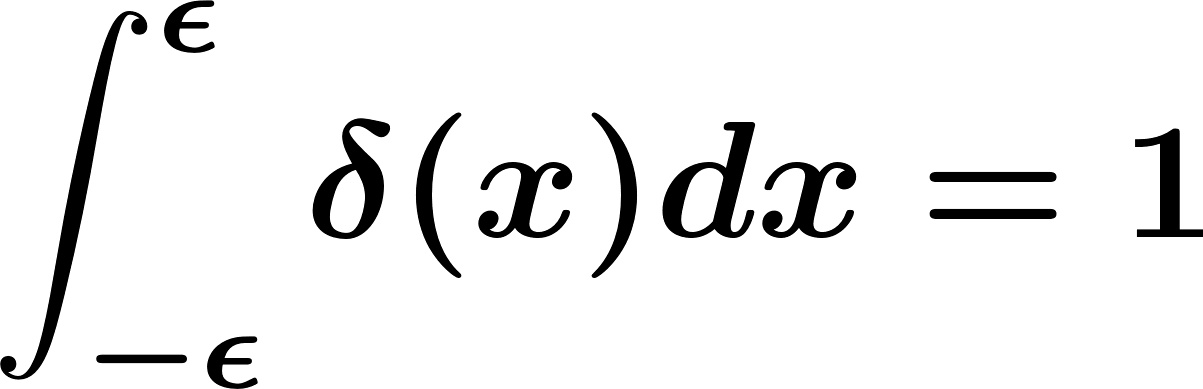 ∫_{-ϵ}^{ϵ} δ(x)dx = 1